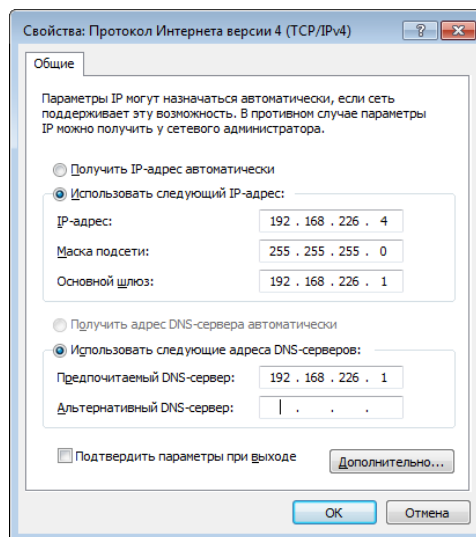 Свойства: Протокол Интернета версии 4 (TCP/IPv4)
Общие
Параметры IP могут назначаться автоматически, если сеть
поддерживает эту возможность. В противном случае параметры
IP можно получить у сетевого администратора.
Получить IP-адрес автоматически
Использовать следующий IP-адрес:
IP-адрес: 192 . 168 . 226 . 4
Маска подсети: 255 . 255 . 255 . 0
Основной шлюз: 192 . 168 . 226 . 1
Получить адрес DNS-сервера автоматически
Использовать следующие адреса DNS-серверов:
Предпочитаемый DNS-сервер: 192 . 168 . 226 . 1
Альтернативный DNS-сервер: . . .
Подтвердить параметры при выходе
Дополнительно...
ОК
Отмена